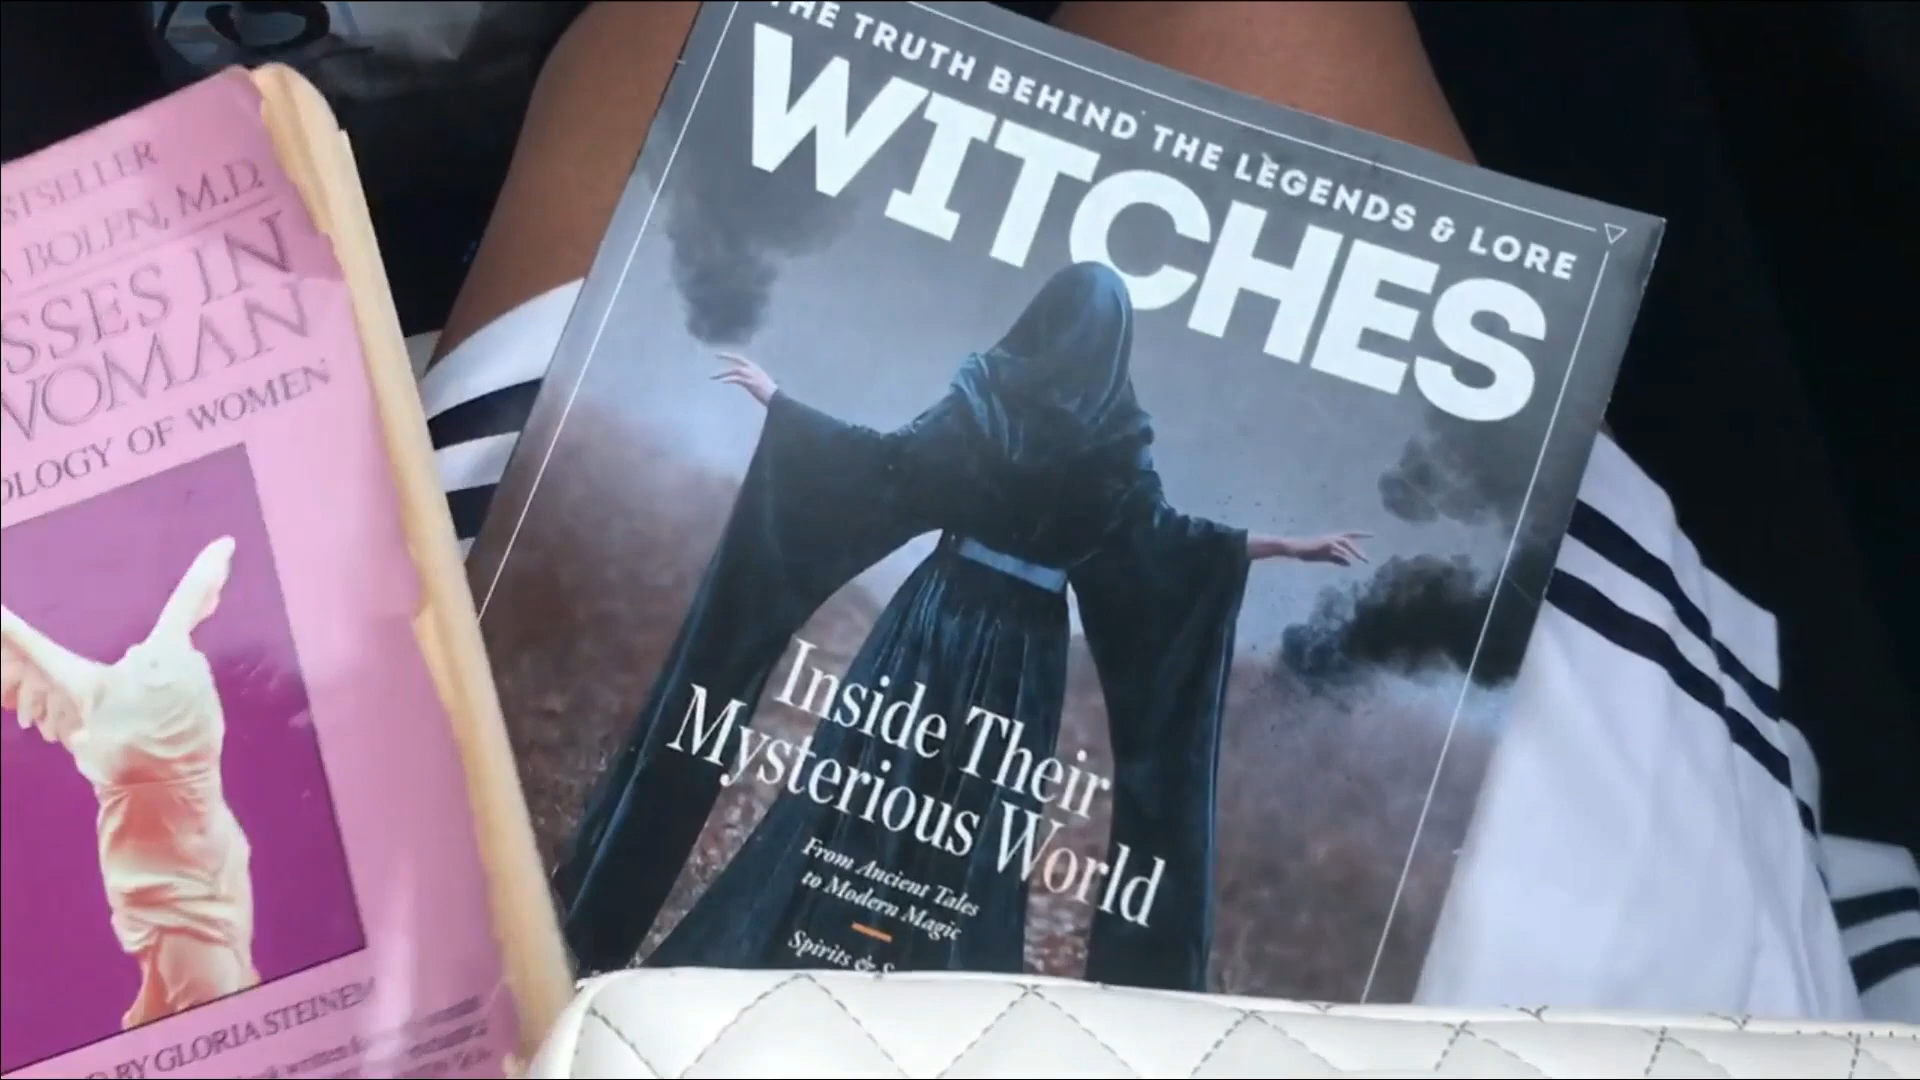 STSELLER
BOLEN, M.D.
SSES IN
WOMAN
OLOGY OF WOMEN
BY GLORIA STEINEM
THE TRUTH BEHIND THE LEGENDS & LORE
WITCHES
Inside Their
Mysterious World
From Ancient Tales
to Modern Magic
Spirits & S